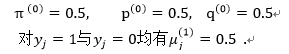 π⁽⁰⁾ = 0.5, p⁽⁰⁾ = 0.5, q⁽⁰⁾ = 0.5
对yⱼ = 1与yⱼ = 0均有μⱼ⁽¹⁾ = 0.5 .